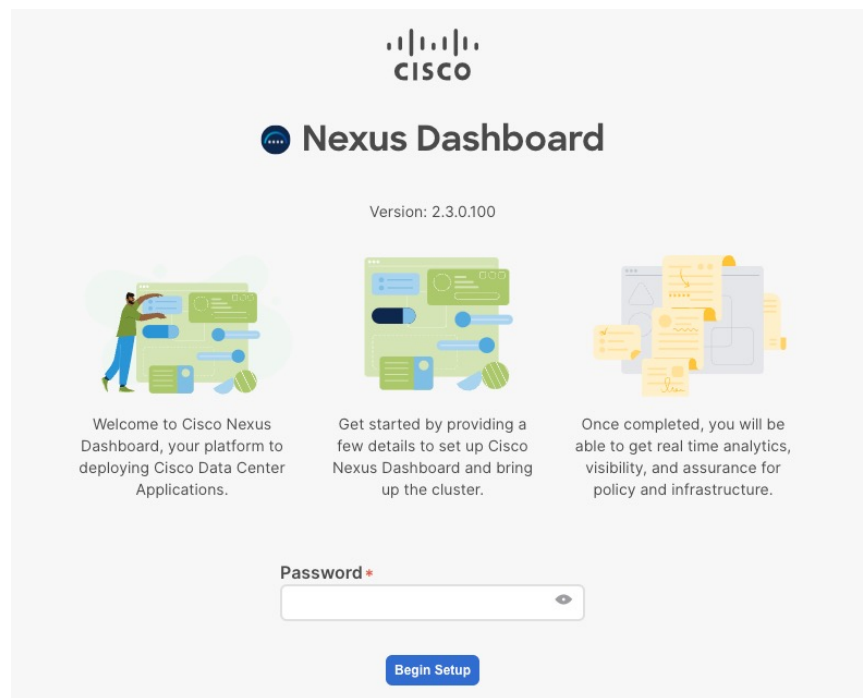 CISCO
Nexus Dashboard
Version: 2.3.0.100
Welcome to Cisco Nexus
Dashboard, your platform to
deploying Cisco Data Center
Applications.
Get started by providing a
few details to set up Cisco
Nexus Dashboard and bring
up the cluster.
Once completed, you will be
able to get real time analytics,
visibility, and assurance for
policy and infrastructure.
Password*
Begin Setup